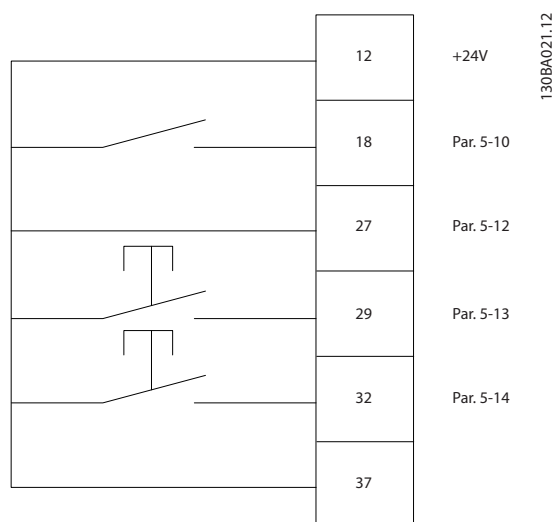 12 +24V
18 Par. 5-10
27 Par. 5-12
29 Par. 5-13
32 Par. 5-14
37
130BA021.12